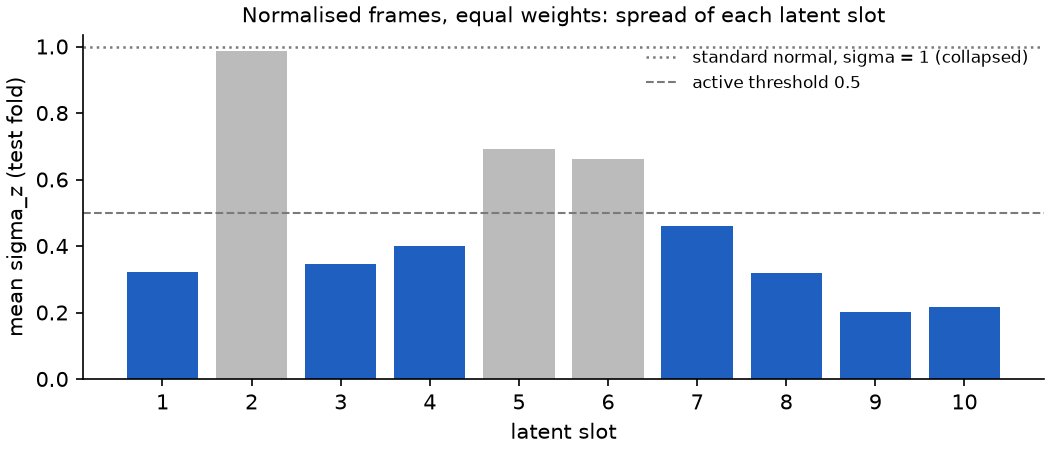 Normalised frames, equal weights: spread of each latent slot
standard normal, sigma = 1 (collapsed)
active threshold 0.5
mean sigma_z (test fold)
1.0
0.8
0.6
0.4
0.2
0.0
1 2 3 4 5 6 7 8 9 10
latent slot